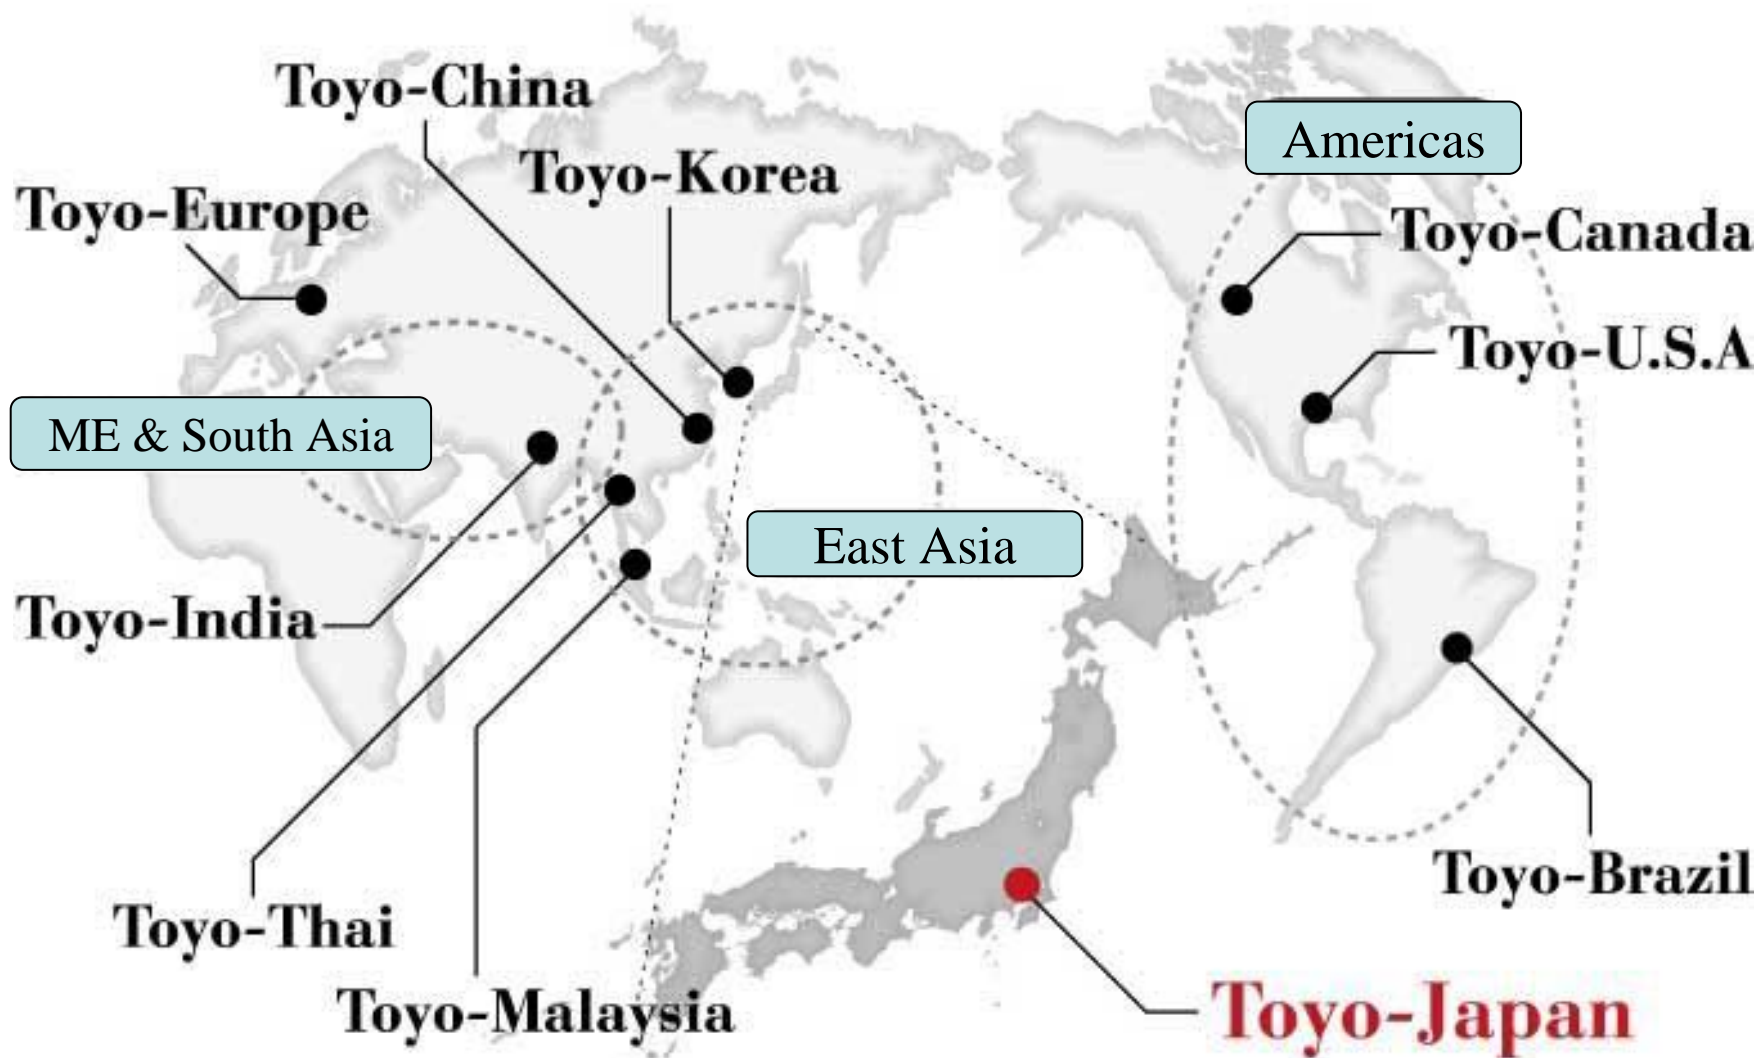 Toyo-China
Americas
Toyo-Korea
Toyo-Europe
Toyo-Canada
Toyo-U.S.A
ME & South Asia
East Asia
Toyo-India
Toyo-Brazil
Toyo-Thai
Toyo-Malaysia
Toyo-Japan